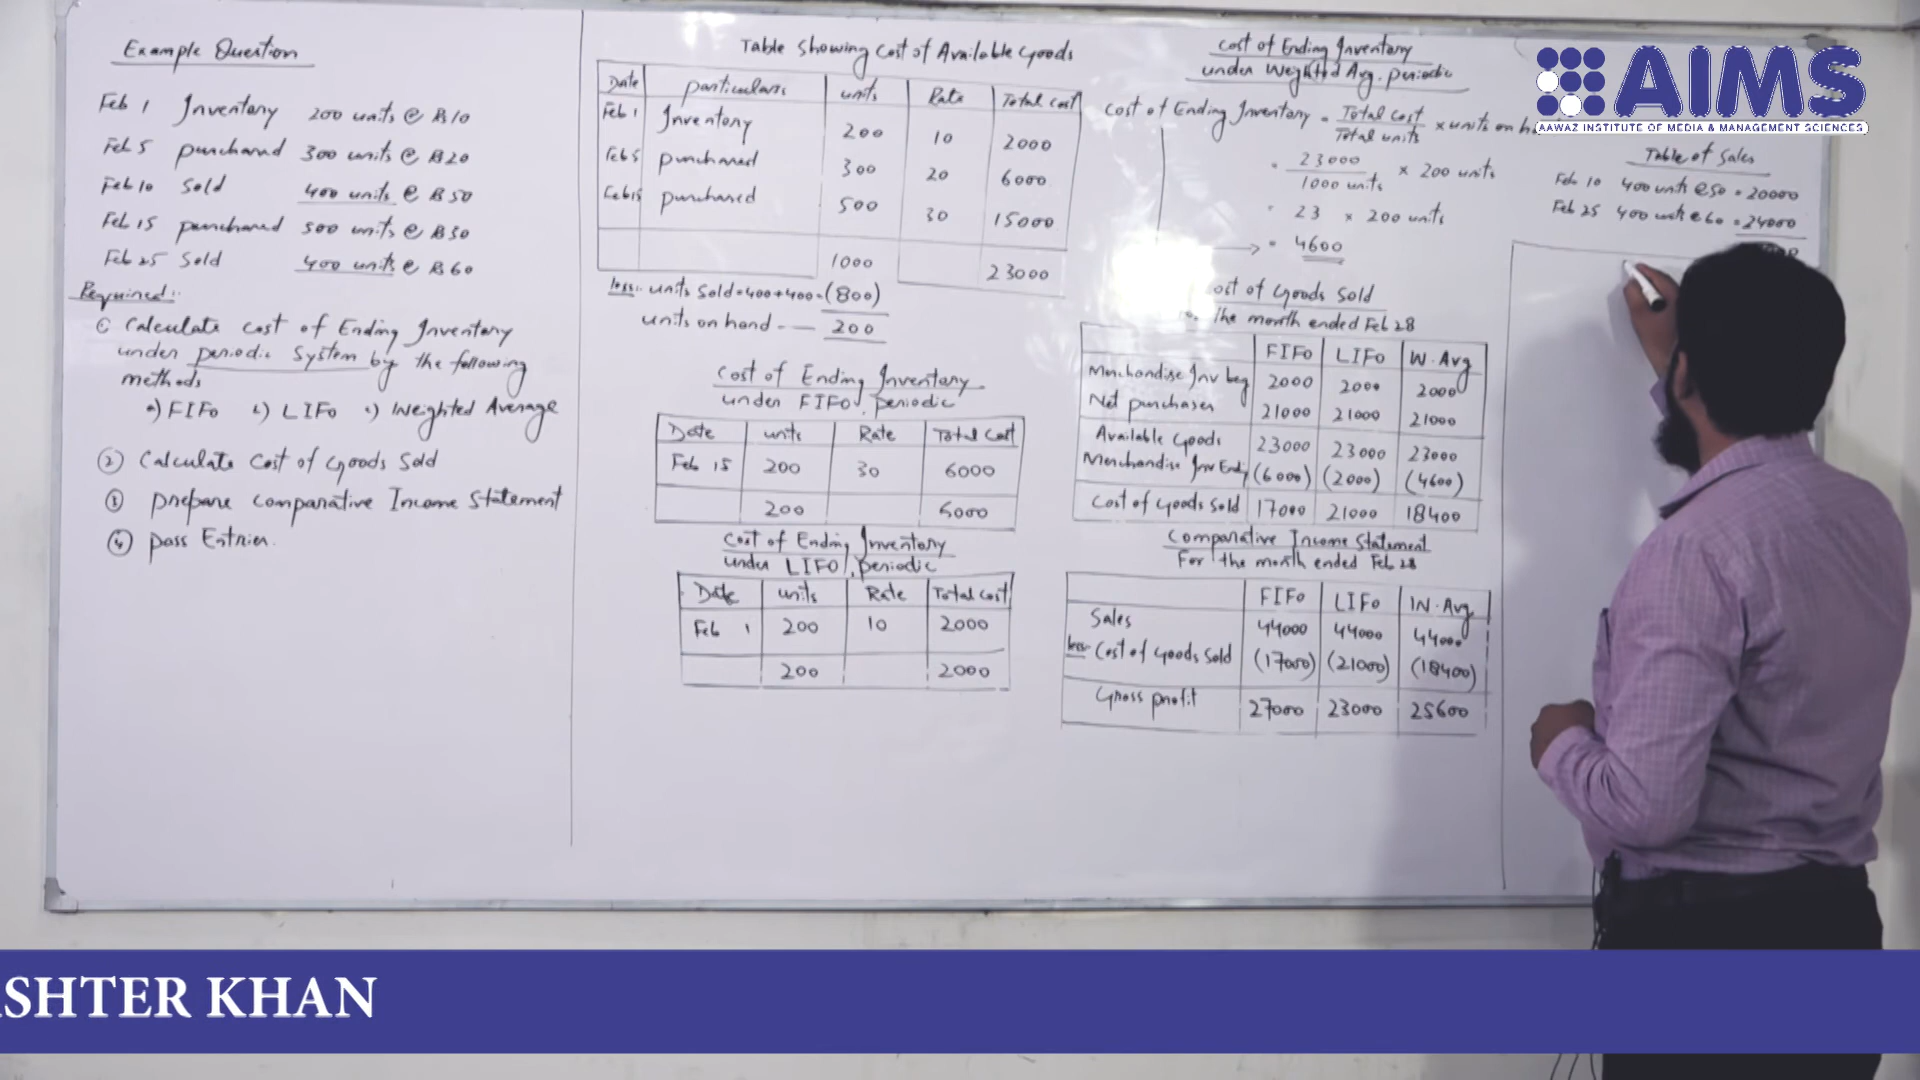 Example Question
Feb 1 Inventory 200 units @ Rs 10
Feb 5 purchased 300 units @ Rs 20
Feb 10 Sold 400 units @ Rs 50
Feb 15 purchased 500 units @ Rs 30
Feb 25 Sold 400 units @ Rs 60
Required:
① Calculate cost of Ending Inventory
under periodic System by the following
methods
a) FIFO b) LIFO c) Weighted Average
② Calculate Cost of Goods Sold
③ prepare comparative Income Statement
④ pass Entries.
Table Showing Cost of Available Goods
Date particulars units Rate Total cost
Feb 1 Inventory 200 10 2000
Feb 5 purchased 300 20 6000
Feb 15 purchased 500 30 15000
1000 23000
less: units Sold = 400 + 400 = (800)
units on hand — 200
Cost of Ending Inventory
under FIFO, periodic
Date units Rate Total Cost
Feb 15 200 30 6000
200 6000
Cost of Ending Inventory
under LIFO, periodic
Date units Rate Total cost
Feb 1 200 10 2000
200 2000
Cost of Ending Inventory
under Weighted Avg. periodic
Cost of Ending Inventory = Total Cost / Total units × units on
= 23000 / 1000 units × 200 units
= 23 × 200 units
= 4600
ost of Goods Sold
the month ended Feb 28
FIFO LIFO W. Avg
Merchandise Inv beg 2000 2000 2000
Net purchases 21000 21000 21000
Available Goods 23000 23000 23000
Merchandise Inv End (6000) (2000) (4600)
Cost of Goods Sold 17000 21000 18400
Comparative Income Statement
For the month ended Feb 28
FIFO LIFO W. Avg
Sales 44000 44000 44000
less Cost of Goods Sold (17000) (21000) (18400)
Gross profit 27000 23000 25600
Table of Sales
Feb 10 400 units @ 50 = 20000
Feb 25 400 units @ 60 = 24000
AIMS
AAWAZ INSTITUTE OF MEDIA & MANAGEMENT SCIENCES
SHTER KHAN